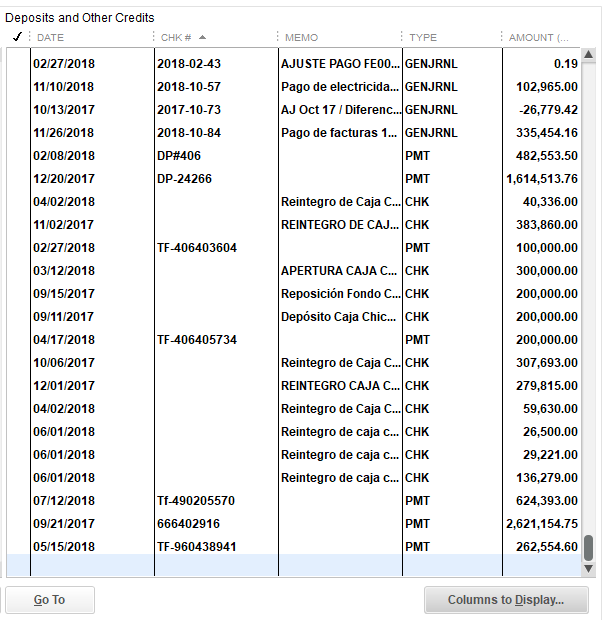 Deposits and Other Credits
✓ DATE CHK # MEMO TYPE AMOUNT (...
02/27/2018 2018-02-43 AJUSTE PAGO FE00... GENJRNL 0.19
11/10/2018 2018-10-57 Pago de electricida... GENJRNL 102,965.00
10/13/2017 2017-10-73 AJ Oct 17 / Diferenc... GENJRNL -26,779.42
11/26/2018 2018-10-84 Pago de facturas 1... GENJRNL 335,454.16
02/08/2018 DP#406 PMT 482,553.50
12/20/2017 DP-24266 PMT 1,614,513.76
04/02/2018 Reintegro de Caja C... CHK 40,336.00
11/02/2017 REINTEGRO DE CAJ... CHK 383,860.00
02/27/2018 TF-406403604 PMT 100,000.00
03/12/2018 APERTURA CAJA C... CHK 300,000.00
09/15/2017 Reposición Fondo C... CHK 200,000.00
09/11/2017 Depósito Caja Chic... CHK 200,000.00
04/17/2018 TF-406405734 PMT 200,000.00
10/06/2017 Reintegro de Caja C... CHK 307,693.00
12/01/2017 REINTEGRO CAJA C... CHK 279,815.00
04/02/2018 Reintegro de Caja C... CHK 59,630.00
06/01/2018 Reintegro de caja c... CHK 26,500.00
06/01/2018 Reintegro de caja c... CHK 29,221.00
06/01/2018 Reintegro de caja c... CHK 136,279.00
07/12/2018 Tf-490205570 PMT 624,393.00
09/21/2017 666402916 PMT 2,621,154.75
05/15/2018 TF-960438941 PMT 262,554.60
Go To Columns to Display...